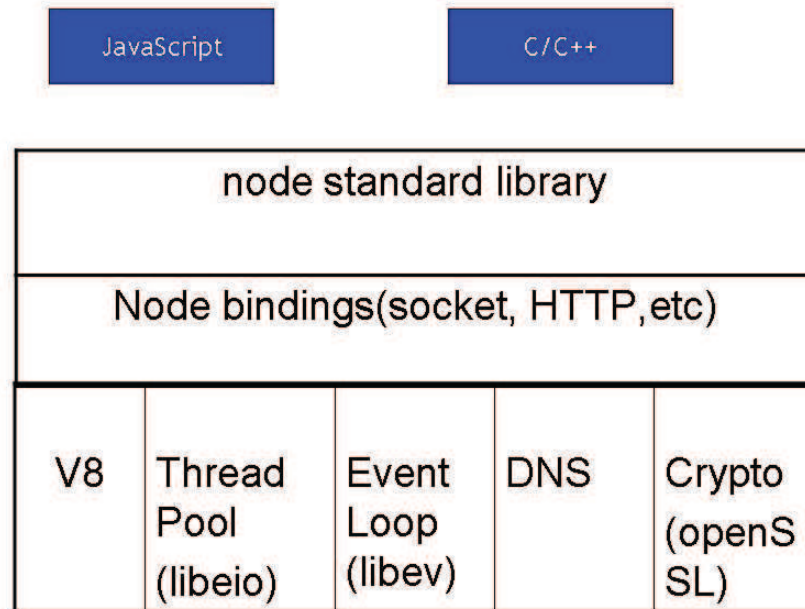 JavaScript
C/C++
node standard library
Node bindings(socket, HTTP,etc)
V8
Thread
Pool
(libeio)
Event
Loop
(libev)
DNS
Crypto
(openS
SL)